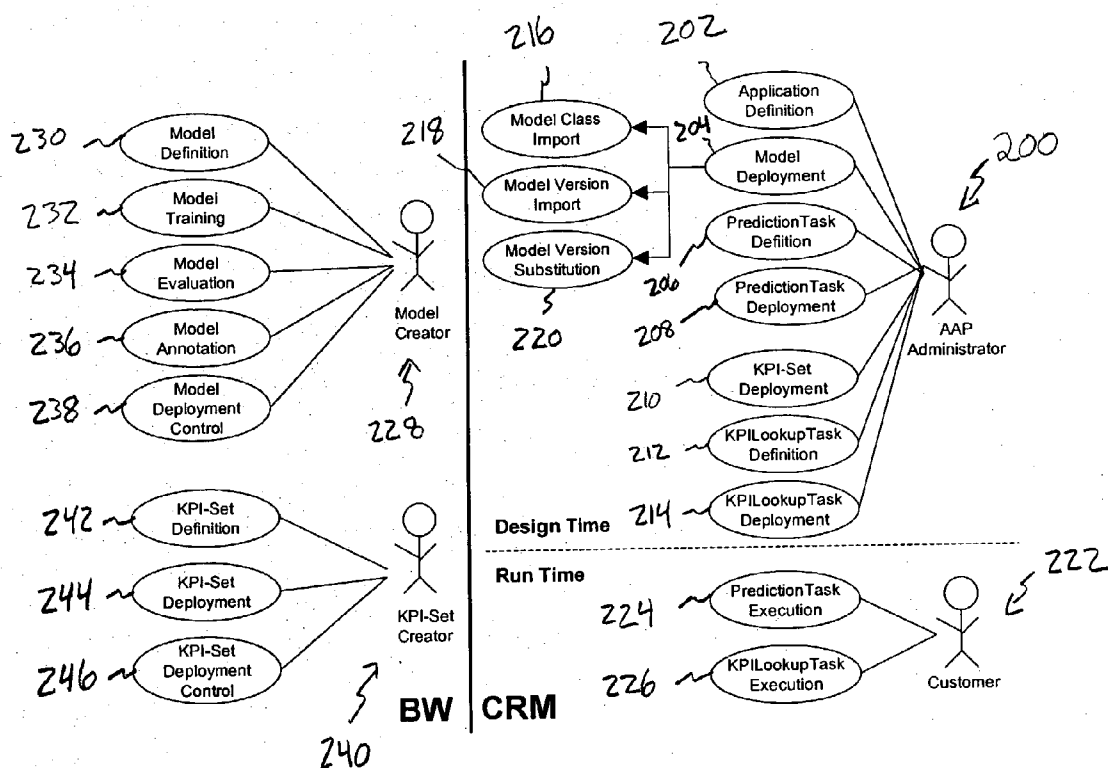 216
202
Application
Definition
Model Class
Import
204
200
230
Model
Definition
218
Model
Deployment
Model Version
Import
232
Model
Training
PredictionTask
Defiition
206
234
Model
Evaluation
Model Version
Substitution
PredictionTask
Deployment
208
220
Model
Creator
AAP
Administrator
236
Model
Annotation
228
238
Model
Deployment
Control
210
KPI-Set
Deployment
212
KPILookupTask
Definition
214
KPILookupTask
Deployment
242
KPI-Set
Definition
Design Time
Run Time
222
244
KPI-Set
Deployment
KPI-Set
Creator
224
PredictionTask
Execution
246
KPI-Set
Deployment
Control
226
KPILookupTask
Execution
Customer
240
BW
CRM